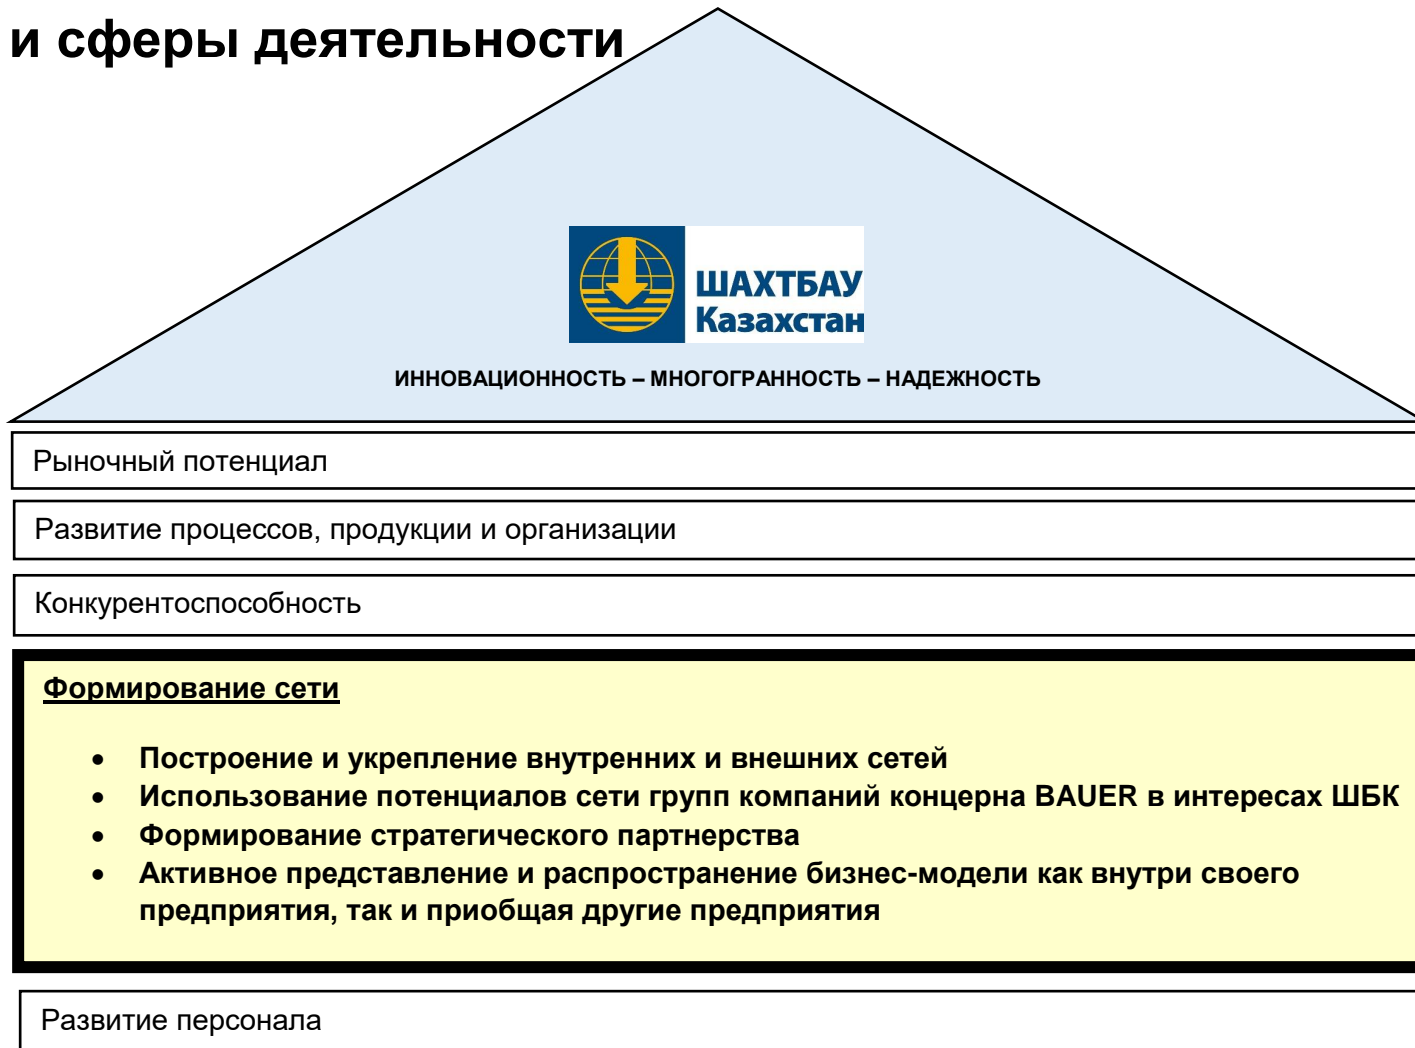 и сферы деятельности
ШАХТБАУ
Казахстан
ИННОВАЦИОННОСТЬ – МНОГОГРАННОСТЬ – НАДЕЖНОСТЬ
Рыночный потенциал
Развитие процессов, продукции и организации
Конкурентоспособность
Формирование сети
• Построение и укрепление внутренних и внешних сетей
• Использование потенциалов сети групп компаний концерна BAUER в интересах ШБК
• Формирование стратегического партнерства
• Активное представление и распространение бизнес-модели как внутри своего
предприятия, так и приобщая другие предприятия
Развитие персонала